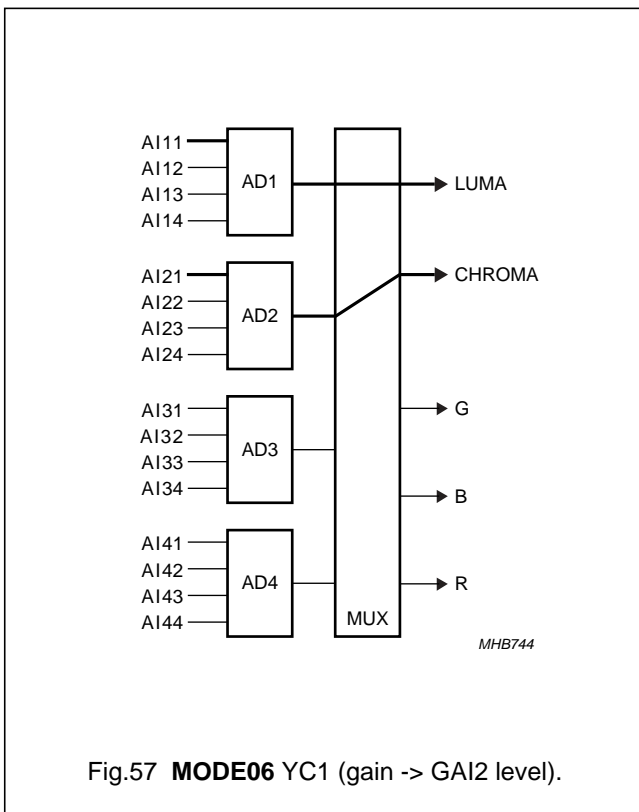 AI11
AI12
AI13
AI14
AD1
LUMA
AI21
AI22
AI23
AI24
AD2
CHROMA
AI31
AI32
AI33
AI34
AD3
G
B
AI41
AI42
AI43
AI44
AD4
R
MUX
MHB744
Fig.57 MODE06 YC1 (gain -> GAI2 level).